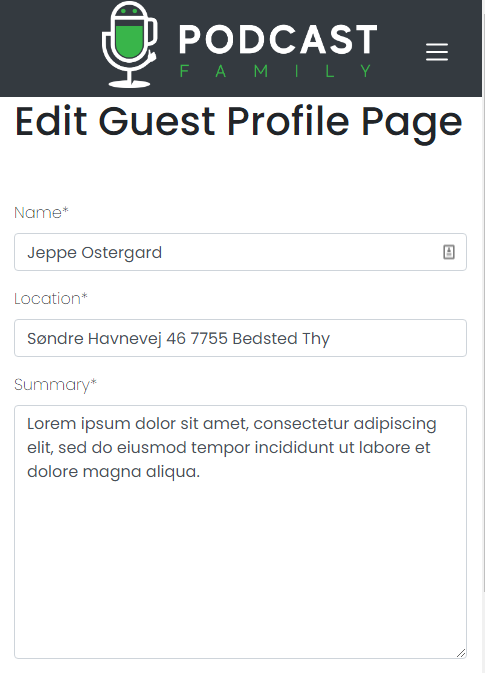 PODCAST
FAMILY
Edit Guest Profile Page
Name*
Jeppe Ostergard
Location*
Søndre Havnevej 46 7755 Bedsted Thy
Summary*
Lorem ipsum dolor sit amet, consectetur adipiscing
elit, sed do eiusmod tempor incididunt ut labore et
dolore magna aliqua.